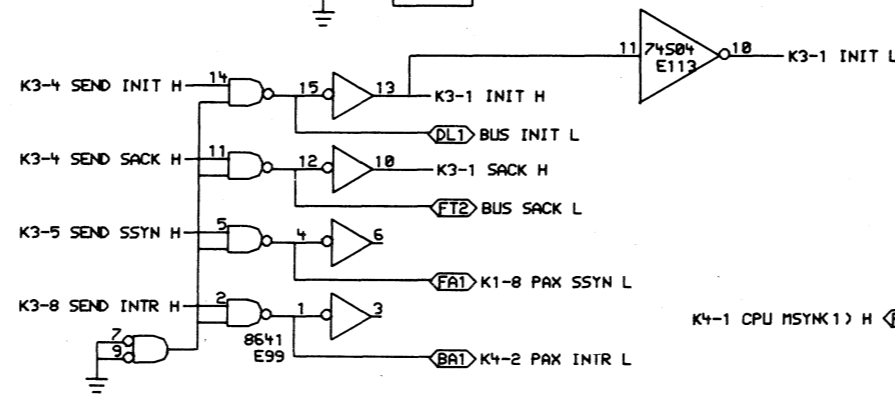 11 74S04 10 K3-1 INIT L
E113
K3-4 SEND INIT H 14 15 13 K3-1 INIT H
DL1 BUS INIT L
K3-4 SEND SACK H 11 12 10 K3-1 SACK H
FT2 BUS SACK L
K3-5 SEND SSYN H 5 4 6
FA1 K1-8 PAX SSYN L
K3-8 SEND INTR H 2 1 3
K4-1 CPU MSYN(1) H
7 8641
9 E99
BA1 K4-2 PAX INTR L